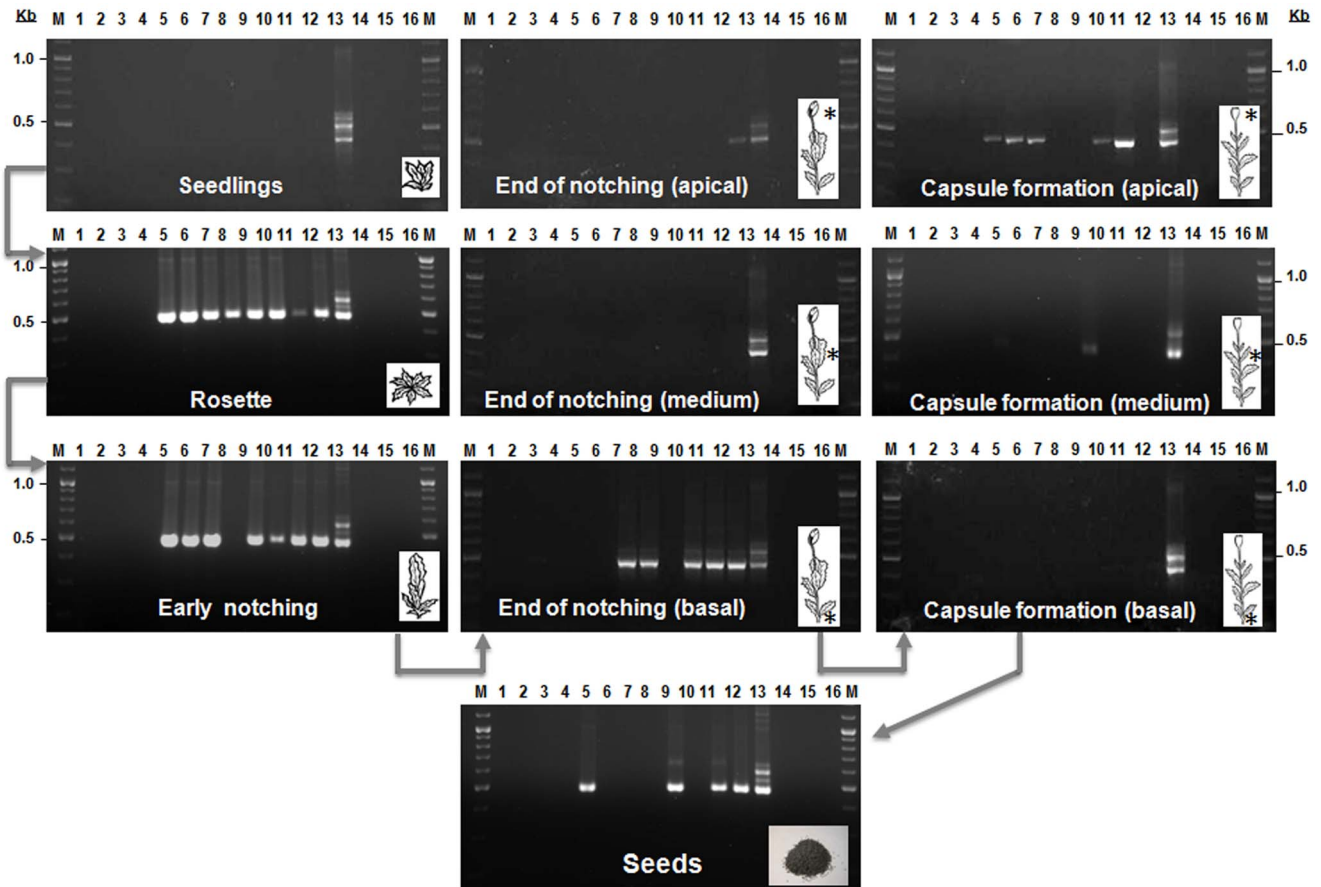 Kb M 1 2 3 4 5 6 7 8 9 10 11 12 13 14 15 16 M M 1 2 3 4 5 6 7 8 9 10 11 12 13 14 15 16 M M 1 2 3 4 5 6 7 8 9 10 11 12 13 14 15 16 M Kb
1.0 1.0
0.5 * * 0.5
Seedlings End of notching (apical) Capsule formation (apical)
M 1 2 3 4 5 6 7 8 9 10 11 12 13 14 15 16 M M 1 2 3 4 5 6 7 8 9 10 11 12 13 14 15 16 M M 1 2 3 4 5 6 7 8 9 10 11 12 13 14 15 16 M
1.0 1.0
0.5 * * 0.5
Rosette End of notching (medium) Capsule formation (medium)
M 1 2 3 4 5 6 7 8 9 10 11 12 13 14 15 16 M M 1 2 3 4 5 6 7 8 9 10 11 12 13 14 15 16 M M 1 2 3 4 5 6 7 8 9 10 11 12 13 14 15 16 M
1.0 1.0
0.5 0.5
Early notching End of notching (basal) * Capsule formation (basal) *
M 1 2 3 4 5 6 7 8 9 10 11 12 13 14 15 16 M
Seeds